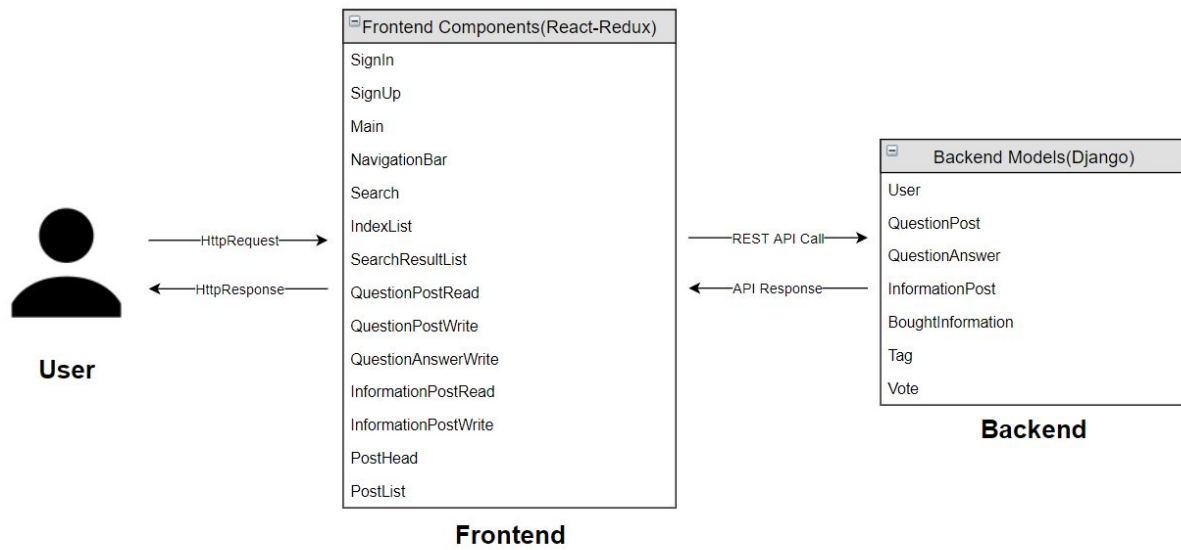 Frontend Components(React-Redux)
SignIn
SignUp
Main
NavigationBar
Search
IndexList
SearchResultList
QuestionPostRead
QuestionPostWrite
QuestionAnswerWrite
InformationPostRead
InformationPostWrite
PostHead
PostList
Frontend
HttpRequest
HttpResponse
User
REST API Call
API Response
Backend Models(Django)
User
QuestionPost
QuestionAnswer
InformationPost
BoughtInformation
Tag
Vote
Backend